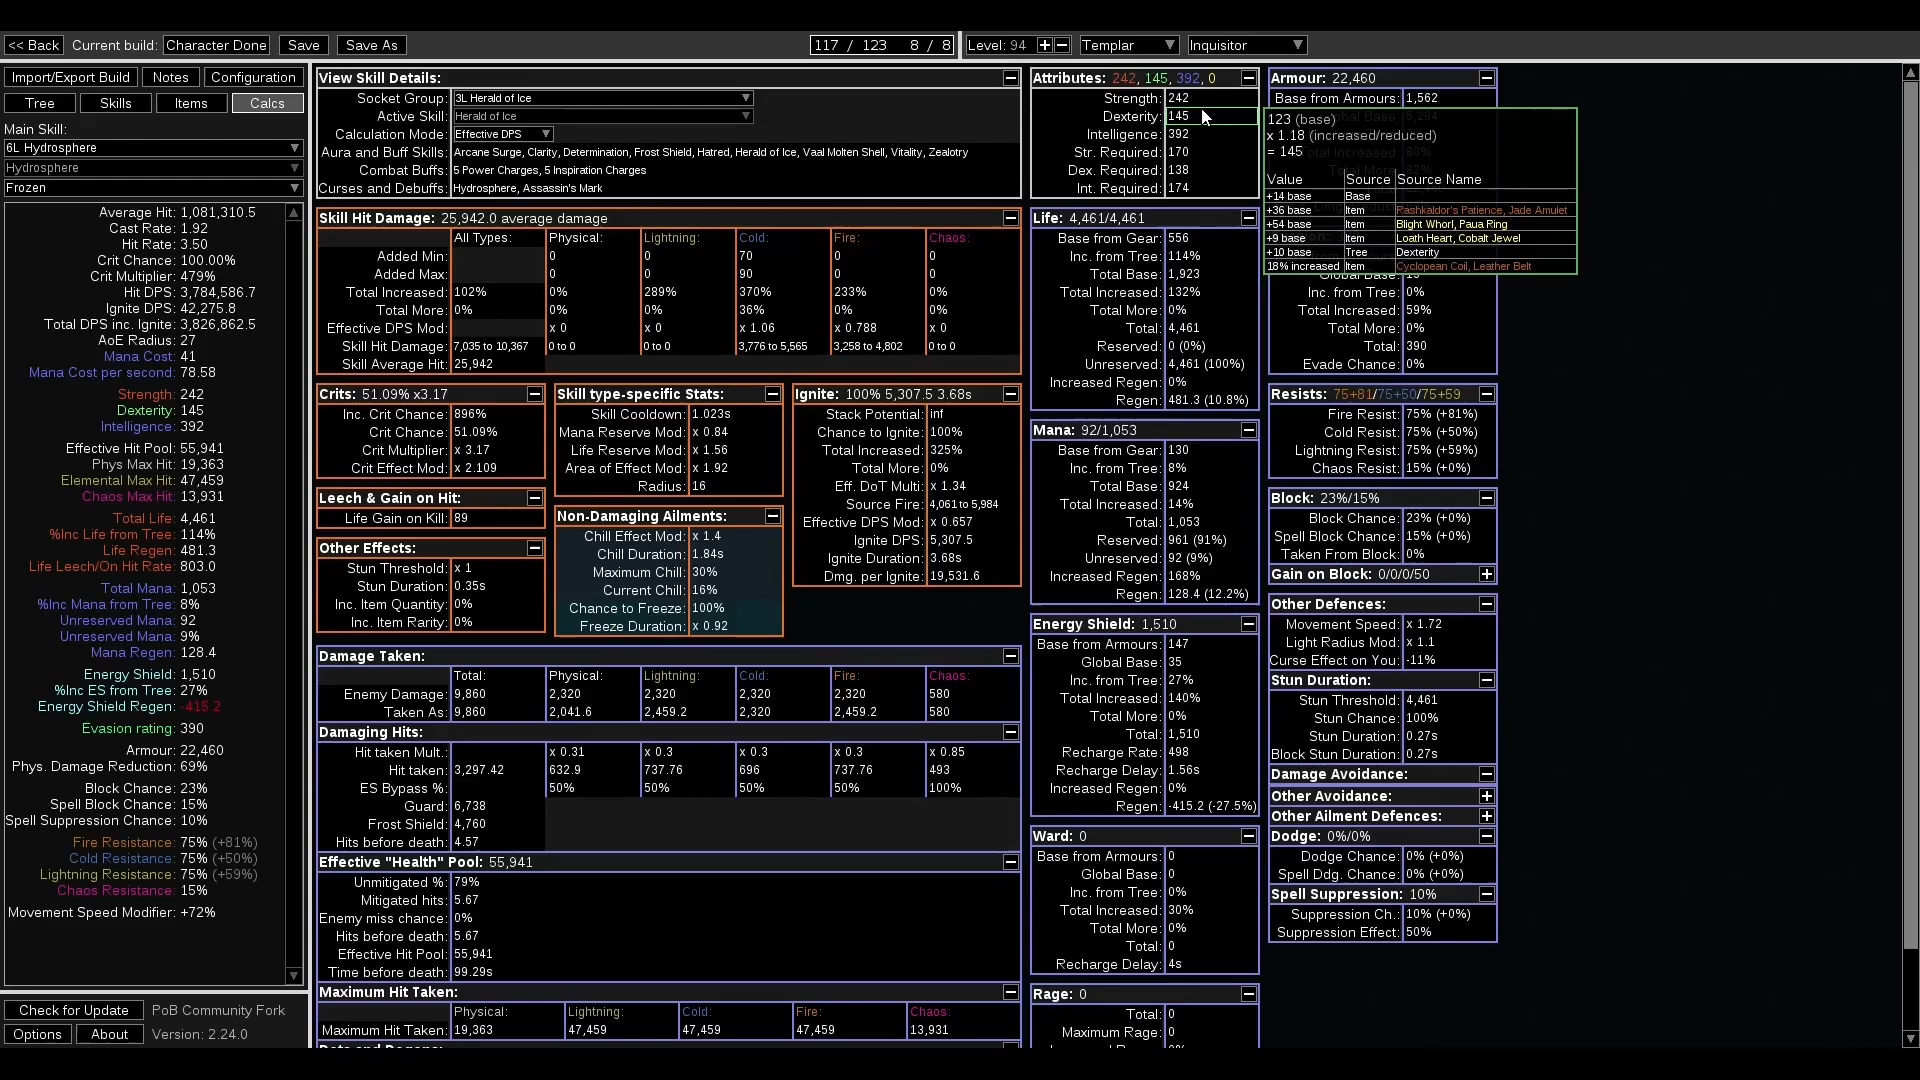 << Back Current build: Character Done Save Save As 117 / 123 8 / 8 Level: 94 Templar Inquisitor
Import/Export Build Notes Configuration
Tree Skills Items Calcs
Main Skill:
6L Hydrosphere
Hydrosphere
Frozen
Average Hit: 1,081,310.5
Cast Rate: 1.92
Hit Rate: 3.50
Crit Chance: 100.00%
Crit Multiplier: 479%
Hit DPS: 3,784,586.7
Ignite DPS: 42,275.8
Total DPS inc. Ignite: 3,826,862.5
AoE Radius: 27
Mana Cost: 41
Mana Cost per second: 78.58
Strength: 242
Dexterity: 145
Intelligence: 392
Effective Hit Pool: 55,941
Phys Max Hit: 19,363
Elemental Max Hit: 47,459
Chaos Max Hit: 13,931
Total Life: 4,461
%Inc Life from Tree: 114%
Life Regen: 481.3
Life Leech/On Hit Rate: 803.0
Total Mana: 1,053
%Inc Mana from Tree: 8%
Unreserved Mana: 92
Unreserved Mana: 9%
Mana Regen: 128.4
Energy Shield: 1,510
%Inc ES from Tree: 27%
Energy Shield Regen: -415.2
Evasion rating: 390
Armour: 22,460
Phys. Damage Reduction: 69%
Block Chance: 23%
Spell Block Chance: 15%
Spell Suppression Chance: 10%
Fire Resistance: 75% (+81%)
Cold Resistance: 75% (+50%)
Lightning Resistance: 75% (+59%)
Chaos Resistance: 15%
Movement Speed Modifier: +72%
Check for Update PoB Community Fork
Options About Version: 2.24.0
View Skill Details:
Socket Group: 3L Herald of Ice
Active Skill: Herald of Ice
Calculation Mode: Effective DPS
Aura and Buff Skills: Arcane Surge, Clarity, Determination, Frost Shield, Hatred, Herald of Ice, Vaal Molten Shell, Vitality, Zealotry
Combat Buffs: 5 Power Charges, 5 Inspiration Charges
Curses and Debuffs: Hydrosphere, Assassin's Mark
Skill Hit Damage: 25,942.0 average damage
All Types: Physical: Lightning: Cold: Fire: Chaos:
Added Min: 0 0 70 0 0
Added Max: 0 0 90 0 0
Total Increased: 102% 0% 289% 370% 233% 0%
Total More: 0% 0% 0% 36% 0% 0%
Effective DPS Mod: x 0 x 0 x 1.06 x 0.788 x 0
Skill Hit Damage: 7,035 to 10,367 0 to 0 0 to 0 3,776 to 5,565 3,258 to 4,802 0 to 0
Skill Average Hit: 25,942
Crits: 51.09% x3.17
Inc. Crit Chance: 896%
Crit Chance: 51.09%
Crit Multiplier: x 3.17
Crit Effect Mod: x 2.109
Leech & Gain on Hit:
Life Gain on Kill: 89
Other Effects:
Stun Threshold: x 1
Stun Duration: 0.35s
Inc. Item Quantity: 0%
Inc. Item Rarity: 0%
Skill type-specific Stats:
Skill Cooldown: 1.023s
Mana Reserve Mod: x 0.84
Life Reserve Mod: x 1.56
Area of Effect Mod: x 1.92
Radius: 16
Non-Damaging Ailments:
Chill Effect Mod: x 1.4
Chill Duration: 1.84s
Maximum Chill: 30%
Current Chill: 16%
Chance to Freeze: 100%
Freeze Duration: x 0.92
Ignite: 100% 5,307.5 3.68s
Stack Potential: inf
Chance to Ignite: 100%
Total Increased: 325%
Total More: 0%
Eff. DoT Multi: x 1.34
Source Fire: 4,061 to 5,984
Effective DPS Mod: x 0.657
Ignite DPS: 5,307.5
Ignite Duration: 3.68s
Dmg. per Ignite: 19,531.6
Damage Taken:
Total: Physical: Lightning: Cold: Fire: Chaos:
Enemy Damage: 9,860 2,320 2,320 2,320 2,320 580
Taken As: 9,860 2,041.6 2,459.2 2,320 2,459.2 580
Damaging Hits:
Hit taken Mult.: x 0.31 x 0.3 x 0.3 x 0.3 x 0.85
Hit taken: 3,297.42 632.9 737.76 696 737.76 493
ES Bypass %: 50% 50% 50% 50% 100%
Guard: 6,738
Frost Shield: 4,760
Hits before death: 4.57
Effective "Health" Pool: 55,941
Unmitigated %: 79%
Mitigated hits: 5.67
Enemy miss chance: 0%
Hits before death: 5.67
Effective Hit Pool: 55,941
Time before death: 99.29s
Maximum Hit Taken:
Physical: Lightning: Cold: Fire: Chaos:
Maximum Hit Taken: 19,363 47,459 47,459 47,459 13,931
Attributes: 242, 145, 392, 0
Strength: 242
Dexterity: 145
Intelligence: 392
Str. Required: 170
Dex. Required: 138
Int. Required: 174
Life: 4,461/4,461
Base from Gear: 556
Inc. from Tree: 114%
Total Base: 1,923
Total Increased: 132%
Total More: 0%
Total: 4,461
Reserved: 0 (0%)
Unreserved: 4,461 (100%)
Increased Regen: 0%
Regen: 481.3 (10.8%)
Mana: 92/1,053
Base from Gear: 130
Inc. from Tree: 8%
Total Base: 924
Total Increased: 14%
Total: 1,053
Reserved: 961 (91%)
Unreserved: 92 (9%)
Increased Regen: 168%
Regen: 128.4 (12.2%)
Energy Shield: 1,510
Base from Armours: 147
Global Base: 35
Inc. from Tree: 27%
Total Increased: 140%
Total More: 0%
Total: 1,510
Recharge Rate: 498
Recharge Delay: 1.56s
Increased Regen: 0%
Regen: -415.2 (-27.5%)
Ward: 0
Base from Armours: 0
Global Base: 0
Inc. from Tree: 0%
Total Increased: 30%
Total More: 0%
Total: 0
Recharge Delay: 4s
Rage: 0
Total: 0
Maximum Rage: 0
Armour: 22,460
Base from Armours: 1,562
123 (base)
x 1.18 (increased/reduced)
= 145
Value Source Source Name
+14 base Base
+36 base Item Rashkaldor's Patience, Jade Amulet
+54 base Item Blight Whorl, Paua Ring
+9 base Item Loath Heart, Cobalt Jewel
+10 base Tree Dexterity
18% increased Item Cyclopean Coil, Leather Belt
Inc. from Tree: 0%
Total Increased: 59%
Total More: 0%
Total: 390
Evade Chance: 0%
Resists: 75+81/75+50/75+59
Fire Resist: 75% (+81%)
Cold Resist: 75% (+50%)
Lightning Resist: 75% (+59%)
Chaos Resist: 15% (+0%)
Block: 23%/15%
Block Chance: 23% (+0%)
Spell Block Chance: 15% (+0%)
Taken From Block: 0%
Gain on Block: 0/0/0/50
Other Defences:
Movement Speed: x 1.72
Light Radius Mod: x 1.1
Curse Effect on You: -11%
Stun Duration:
Stun Threshold: 4,461
Stun Chance: 100%
Stun Duration: 0.27s
Block Stun Duration: 0.27s
Damage Avoidance:
Other Avoidance:
Other Ailment Defences:
Dodge: 0%/0%
Dodge Chance: 0% (+0%)
Spell Ddg. Chance: 0% (+0%)
Spell Suppression: 10%
Suppression Ch.: 10% (+0%)
Suppression Effect: 50%